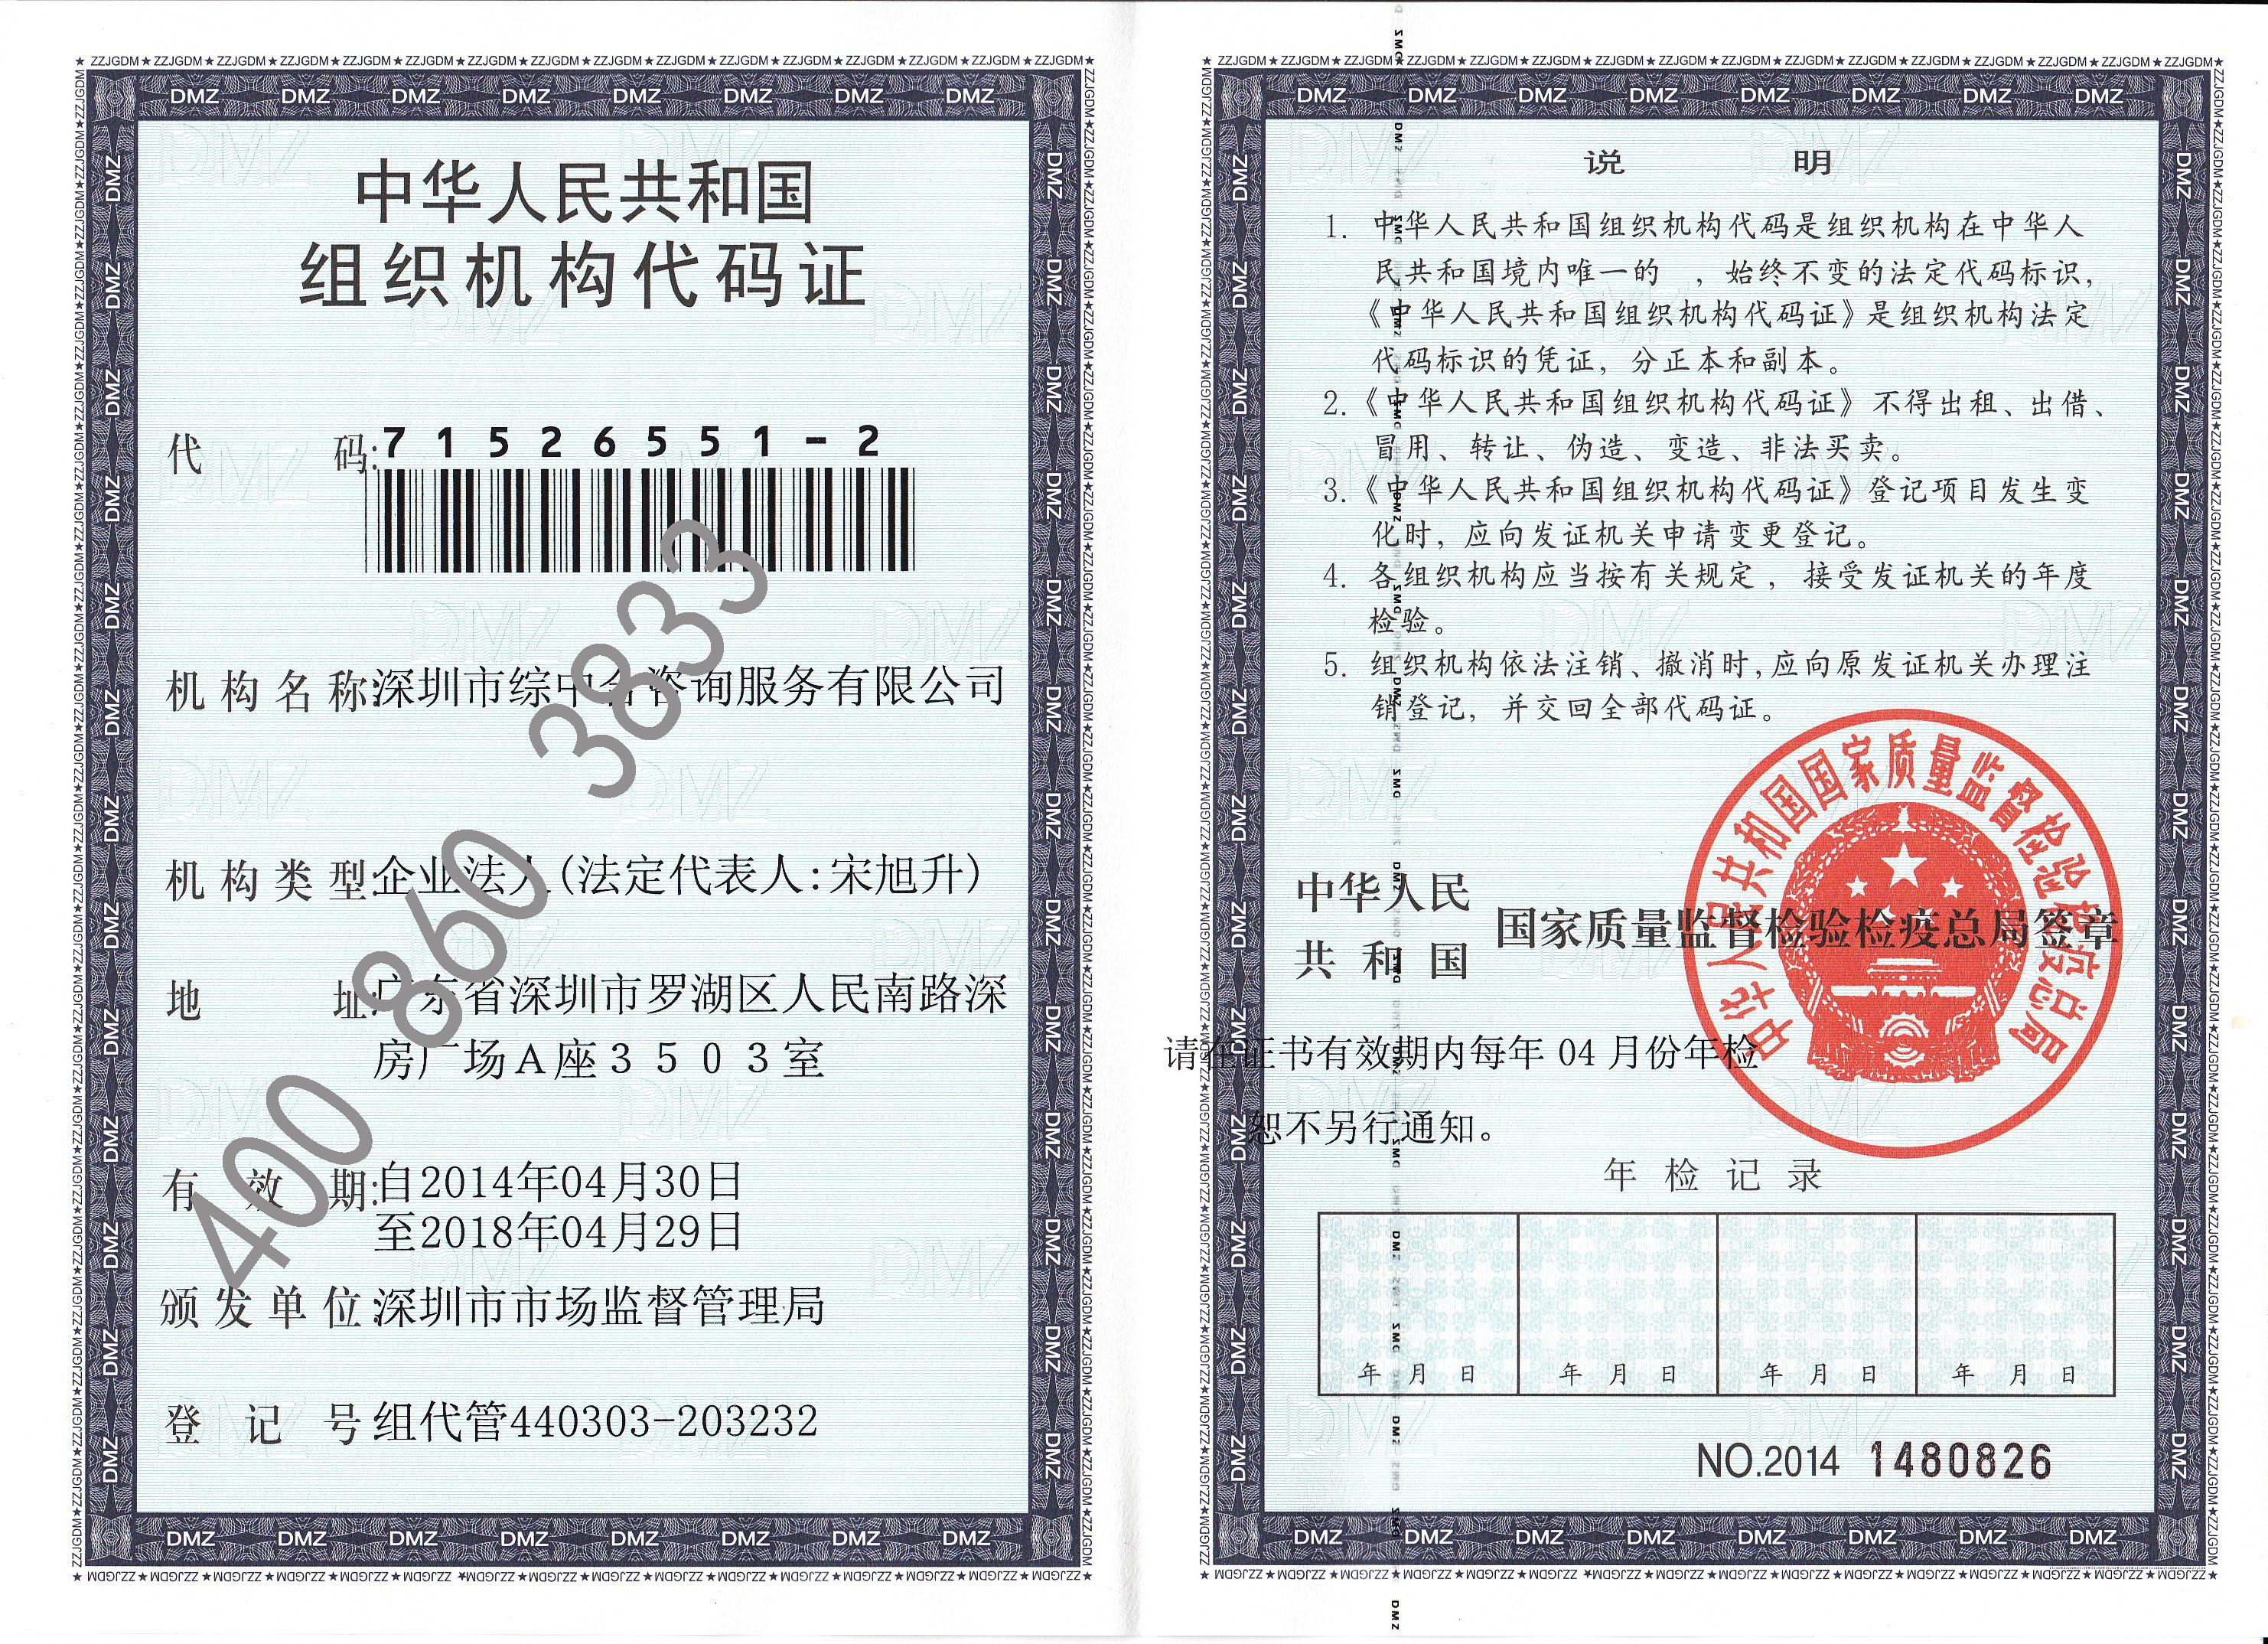 中华人民共和国
组织机构代码证
代 码:71526551-2
机构名称:深圳市综中合咨询服务有限公司
机构类型:企业法人(法定代表人:宋旭升)
地 址:广东省深圳市罗湖区人民南路深
房广场A座3503室
有效期:自2014年04月30日
至2018年04月29日
颁发单位:深圳市市场监督管理局
登记号 组代管440303-203232
400 860 3833
说 明
1. 中华人民共和国组织机构代码是组织机构在中华人
民共和国境内唯一的 ，始终不变的法定代码标识，
《中华人民共和国组织机构代码证》是组织机构法定
代码标识的凭证，分正本和副本。
2.《中华人民共和国组织机构代码证》不得出租、出借、
冒用、转让、伪造、变造、非法买卖。
3.《中华人民共和国组织机构代码证》登记项目发生变
化时，应向发证机关申请变更登记。
4. 各组织机构应当按有关规定，接受发证机关的年度
检验。
5. 组织机构依法注销、撤消时，应向原发证机关办理注
销登记，并交回全部代码证。
中华人民
共和国
国家质量监督检验检疫总局签章
中华人民共和国国家质量监督检验检疫总局
请在证书有效期内每年 04 月份年检
恕不另行通知。
年检记录
年 月 日 年 月 日 年 月 日 年 月 日
NO.2014 1480826